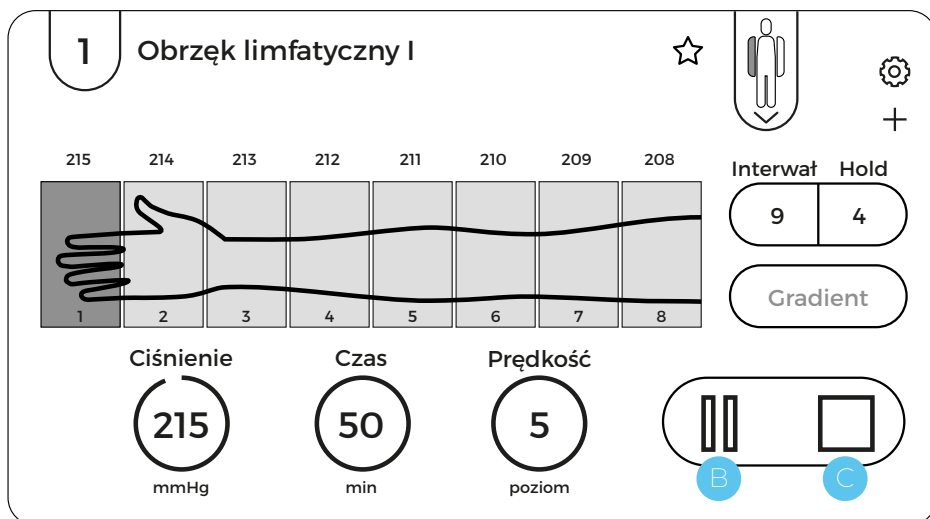 1 Obrzęk limfatyczny I
215 214 213 212 211 210 209 208
Interwał Hold
9 4
Gradient
1 2 3 4 5 6 7 8
Ciśnienie Czas Prędkość
215 50 5
mmHg min poziom
B C